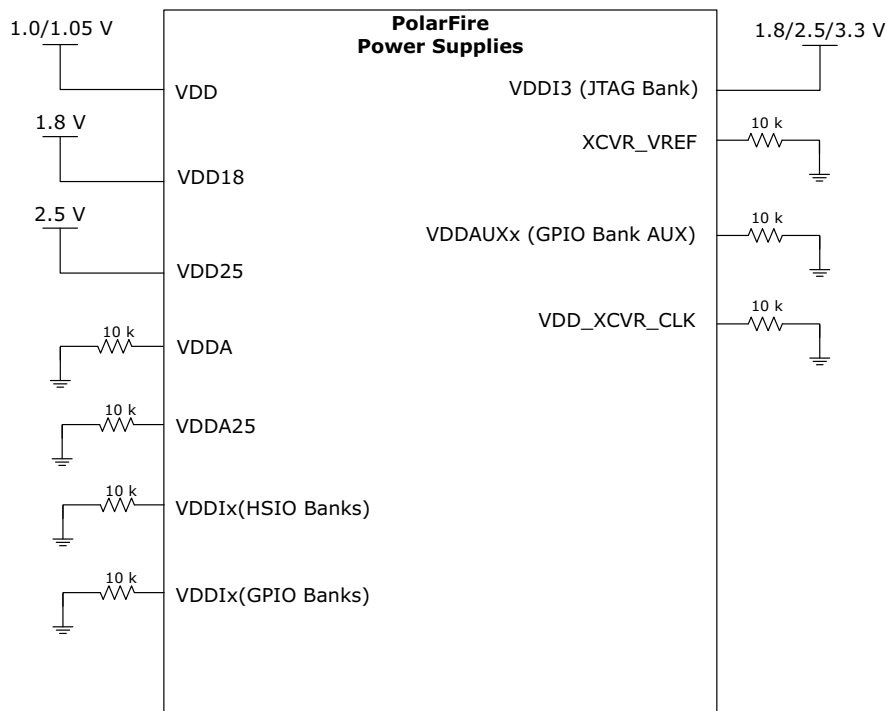 PolarFire
Power Supplies
1.0/1.05 V
VDD
1.8 V
VDD18
2.5 V
VDD25
10 k
VDDA
10 k
VDDA25
10 k
VDDIx(HSIO Banks)
10 k
VDDIx(GPIO Banks)
1.8/2.5/3.3 V
VDDI3 (JTAG Bank)
10 k
XCVR_VREF
10 k
VDDAUXx (GPIO Bank AUX)
10 k
VDD_XCVR_CLK